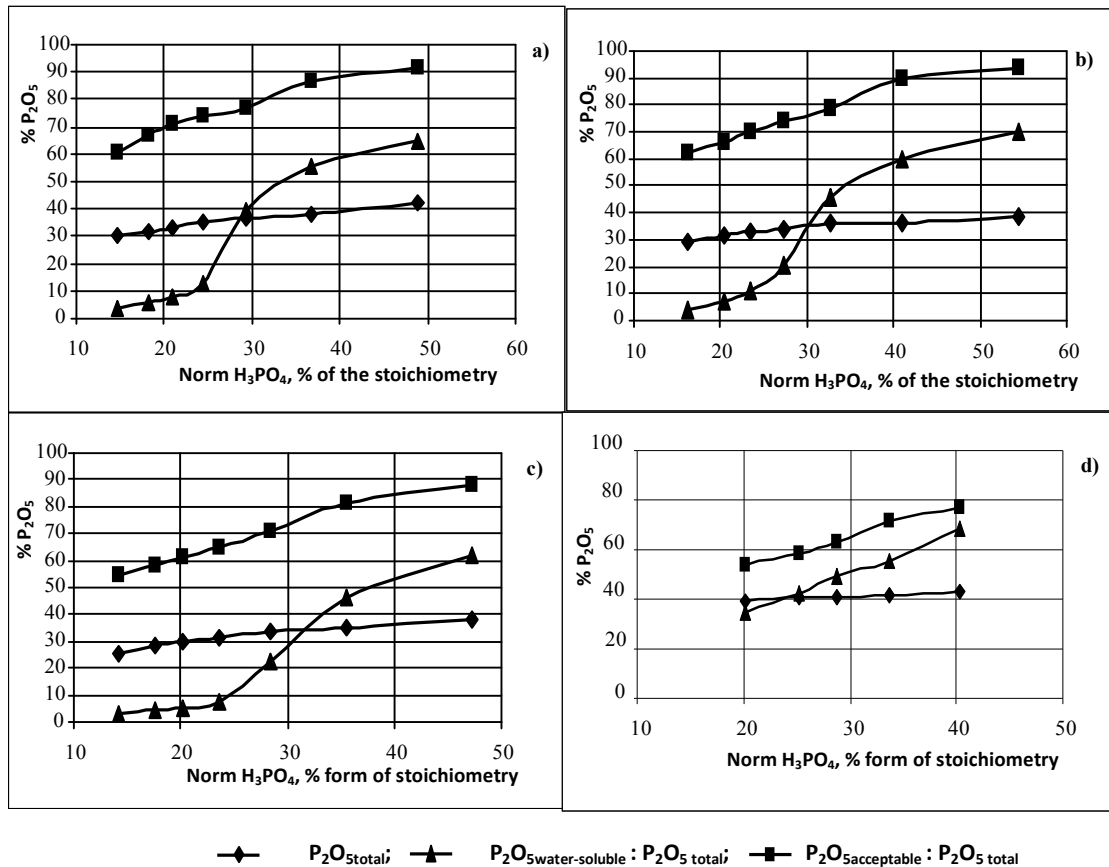 a)
100
90
80
70
60
50
40
30
20
10
0
% P₂O₅
10 20 30 40 50 60
Norm H₃PO₄, % of the stoichiometry
b)
100
90
80
70
60
50
40
30
20
10
0
% P₂O₅
10 20 30 40 50 60
Norm H₃PO₄, % of the stoichiometry
c)
100
90
80
70
60
50
40
30
20
10
0
% P₂O₅
10 20 30 40 50
Norm H₃PO₄, % form of stoichiometry
d)
100
80
60
40
20
0
% P₂O₅
10 20 30 40 50
Norm H₃PO₄, % form of stoichiometry
P₂O₅total; P₂O₅water-soluble : P₂O₅ total; P₂O₅acceptable : P₂O₅ total